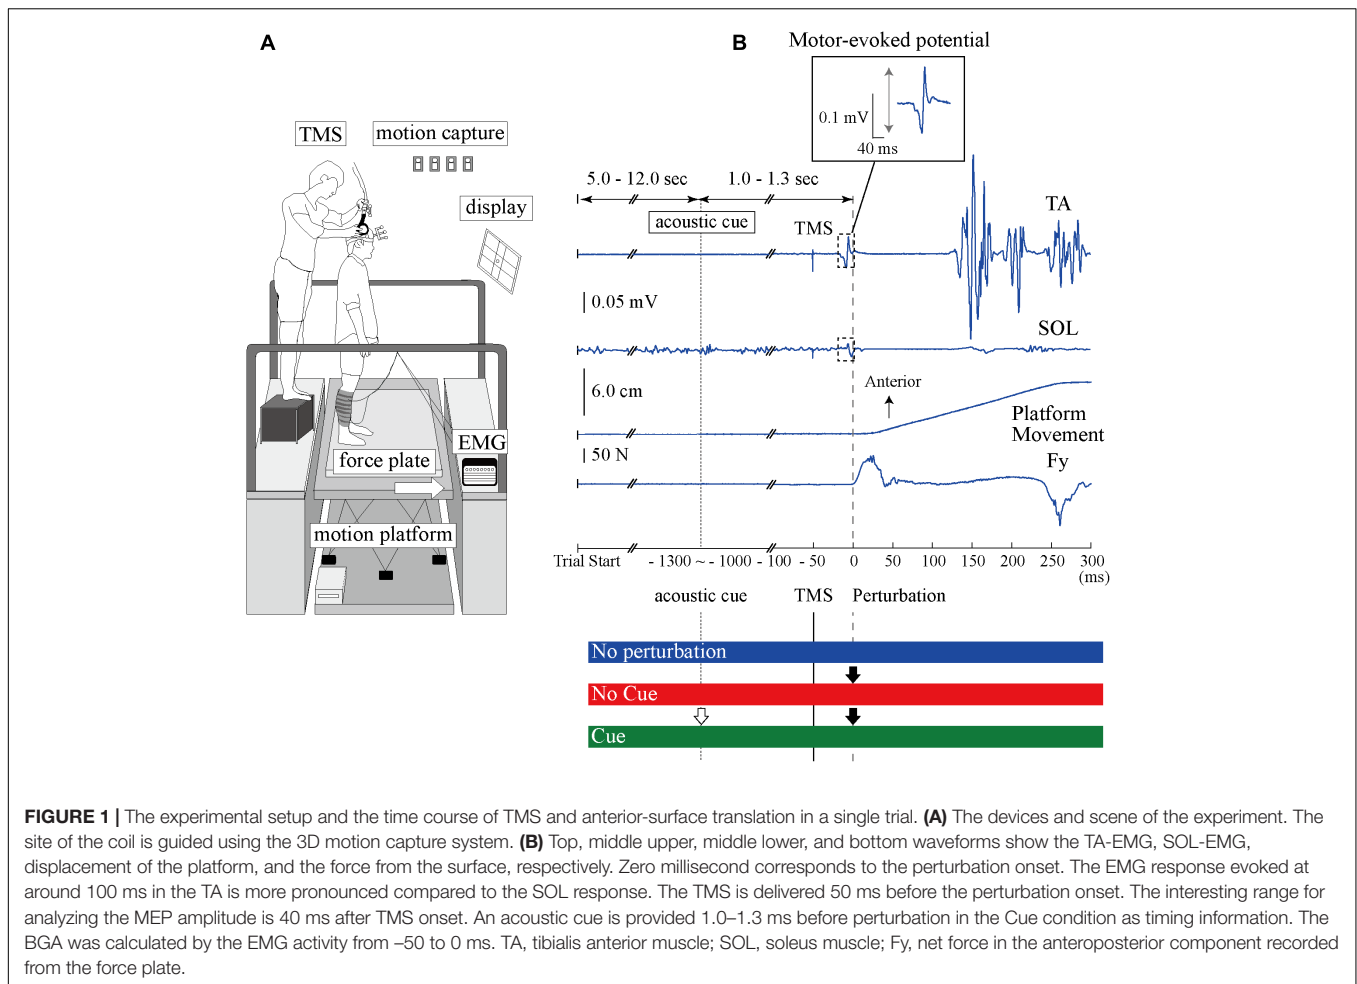 A
B
Motor-evoked potential
TMS
motion capture
display
0.1 mV
40 ms
5.0 - 12.0 sec
1.0 - 1.3 sec
acoustic cue
TMS
TA
0.05 mV
SOL
6.0 cm
Anterior
Platform
Movement
50 N
Fy
EMG
force plate
motion platform
Trial Start
- 1300 ~ - 1000
- 100
- 50
0
50
100
150
200
250
300
(ms)
acoustic cue
TMS
Perturbation
No perturbation
No Cue
Cue
FIGURE 1 | The experimental setup and the time course of TMS and anterior-surface translation in a single trial. (A) The devices and scene of the experiment. The
site of the coil is guided using the 3D motion capture system. (B) Top, middle upper, middle lower, and bottom waveforms show the TA-EMG, SOL-EMG,
displacement of the platform, and the force from the surface, respectively. Zero millisecond corresponds to the perturbation onset. The EMG response evoked at
around 100 ms in the TA is more pronounced compared to the SOL response. The TMS is delivered 50 ms before the perturbation onset. The interesting range for
analyzing the MEP amplitude is 40 ms after TMS onset. An acoustic cue is provided 1.0–1.3 ms before perturbation in the Cue condition as timing information. The
BGA was calculated by the EMG activity from –50 to 0 ms. TA, tibialis anterior muscle; SOL, soleus muscle; Fy, net force in the anteroposterior component recorded
from the force plate.